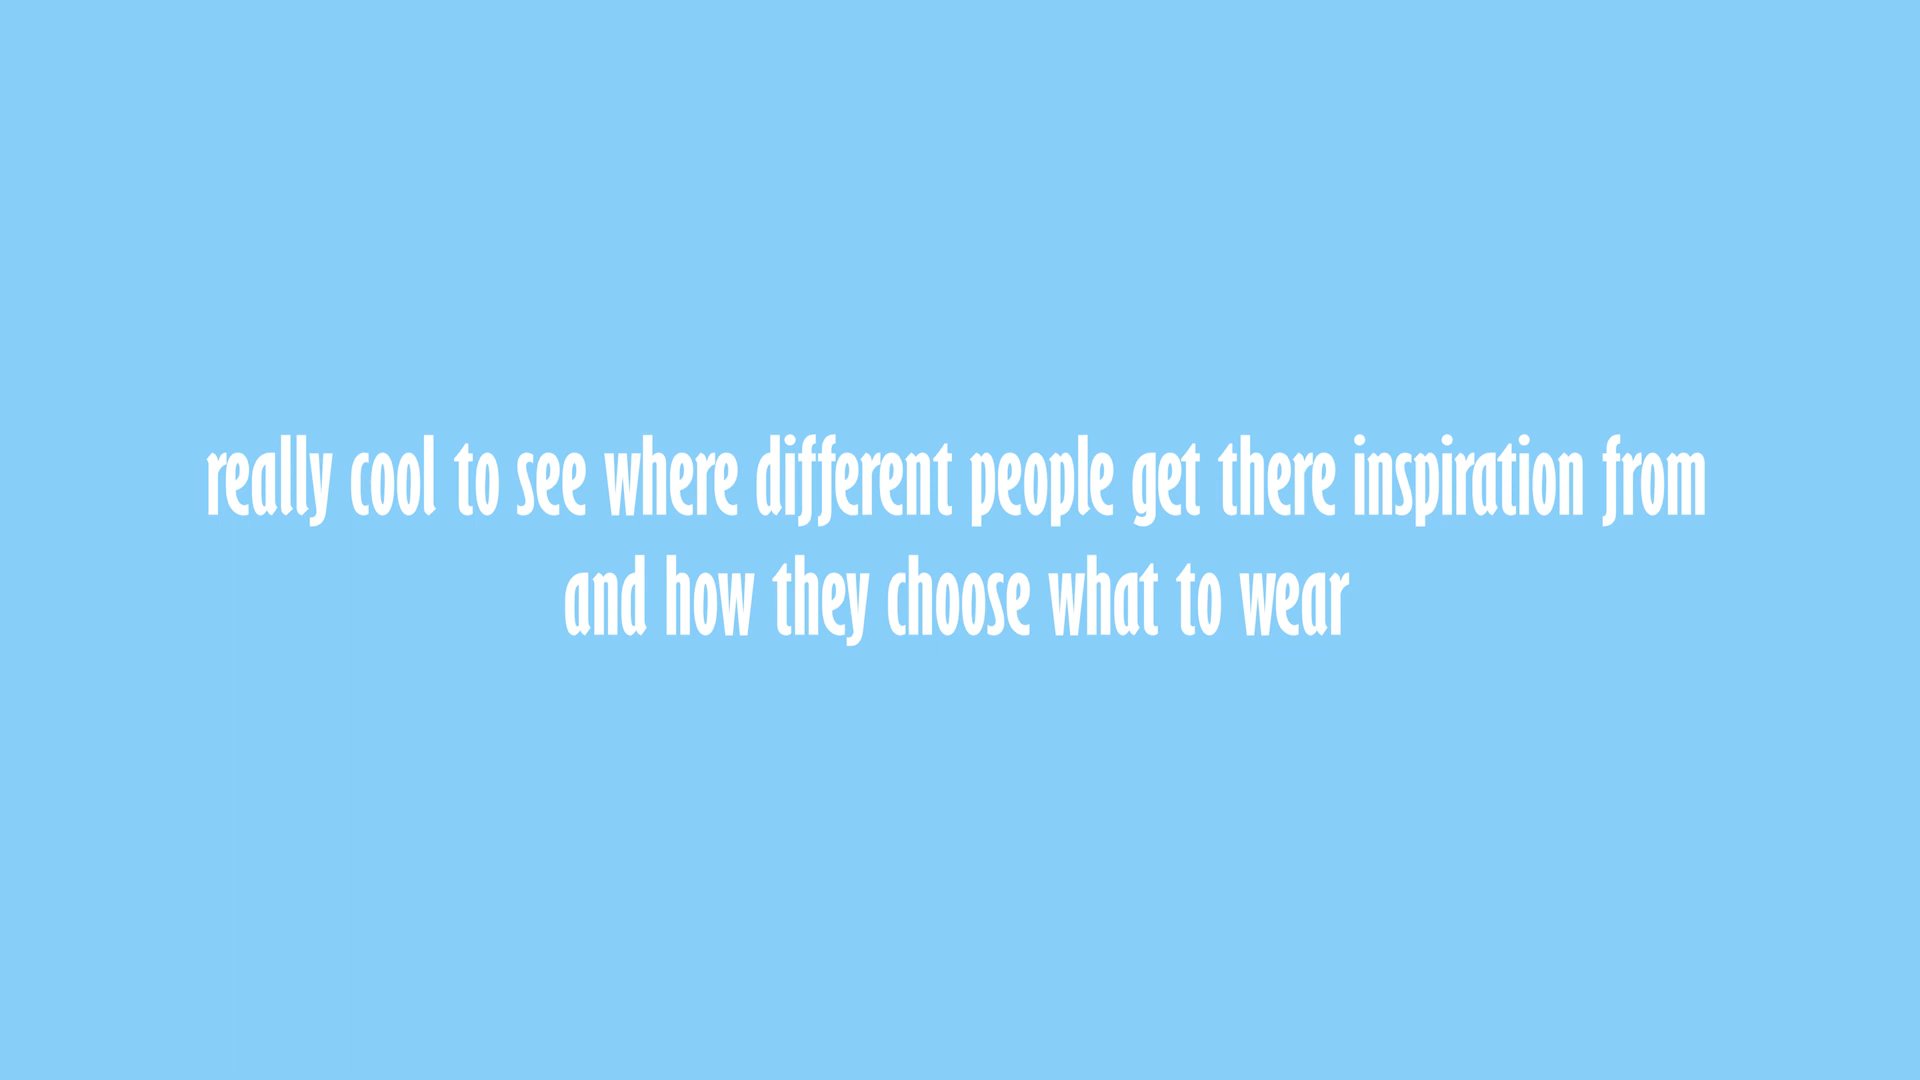 really cool to see where different people get there inspiration from
and how they choose what to wear